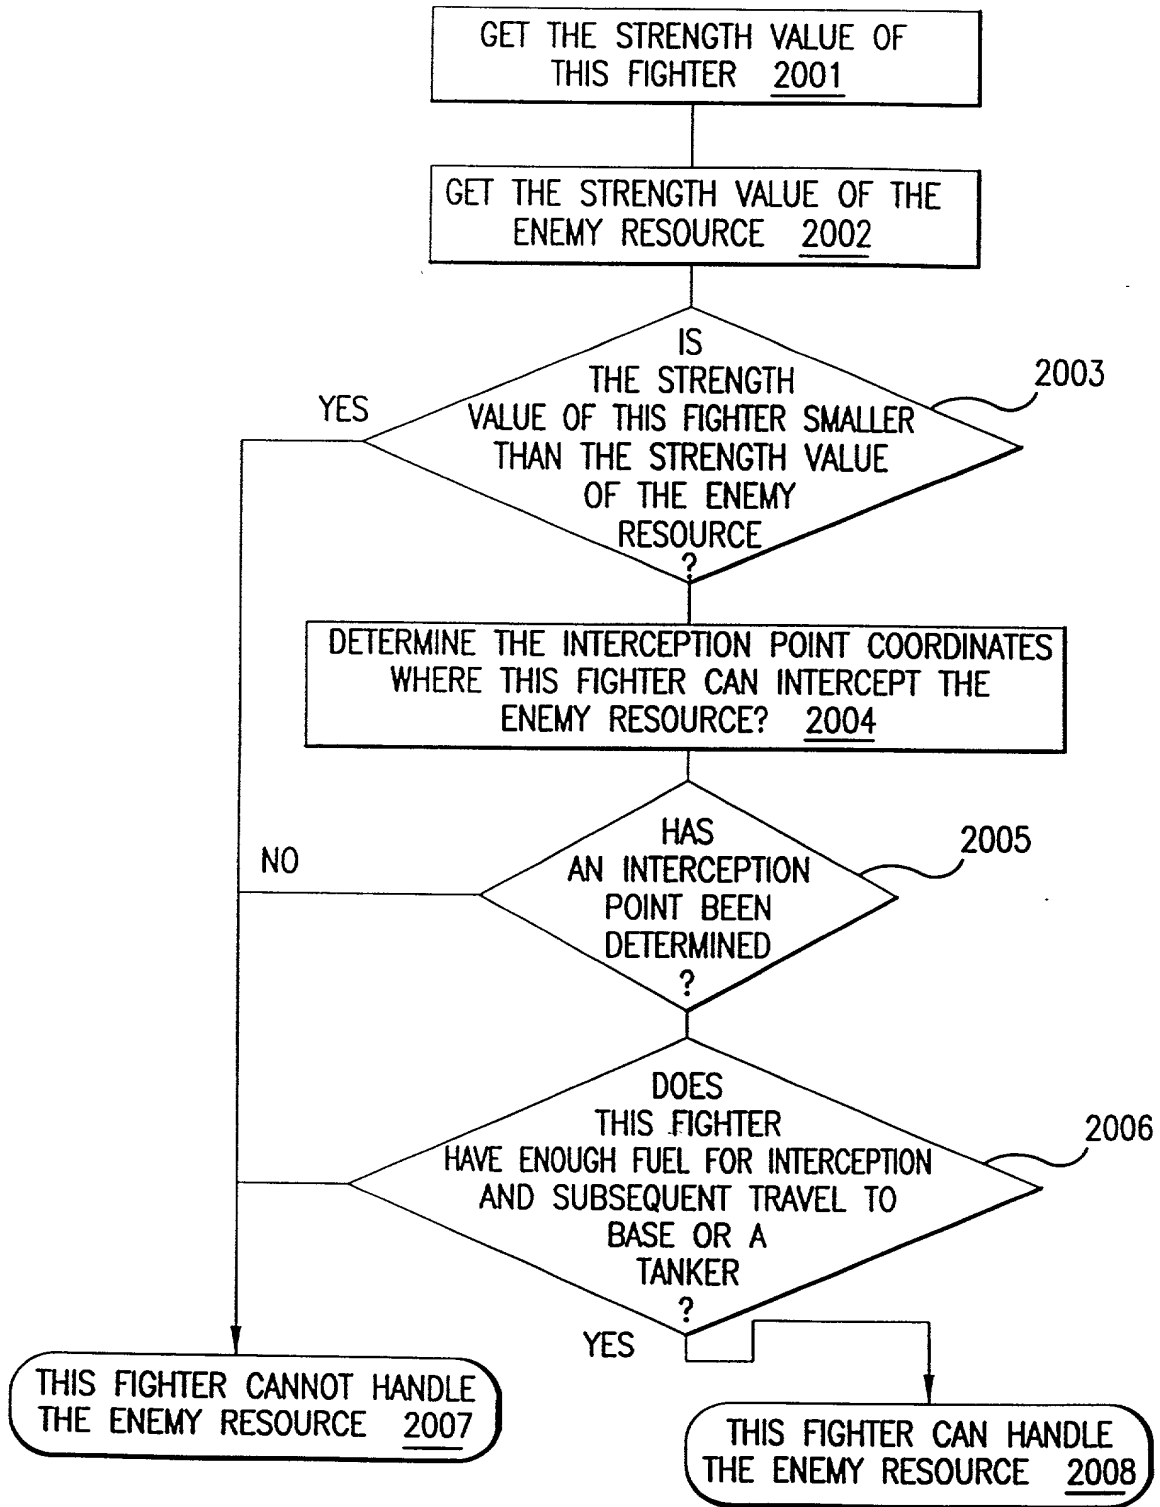 GET THE STRENGTH VALUE OF
THIS FIGHTER 2001
GET THE STRENGTH VALUE OF THE
ENEMY RESOURCE 2002
IS
THE STRENGTH
VALUE OF THIS FIGHTER SMALLER
THAN THE STRENGTH VALUE
OF THE ENEMY
RESOURCE
?
2003
YES
DETERMINE THE INTERCEPTION POINT COORDINATES
WHERE THIS FIGHTER CAN INTERCEPT THE
ENEMY RESOURCE? 2004
HAS
AN INTERCEPTION
POINT BEEN
DETERMINED
?
2005
NO
DOES
THIS FIGHTER
HAVE ENOUGH FUEL FOR INTERCEPTION
AND SUBSEQUENT TRAVEL TO
BASE OR A
TANKER
?
2006
YES
THIS FIGHTER CANNOT HANDLE
THE ENEMY RESOURCE 2007
THIS FIGHTER CAN HANDLE
THE ENEMY RESOURCE 2008